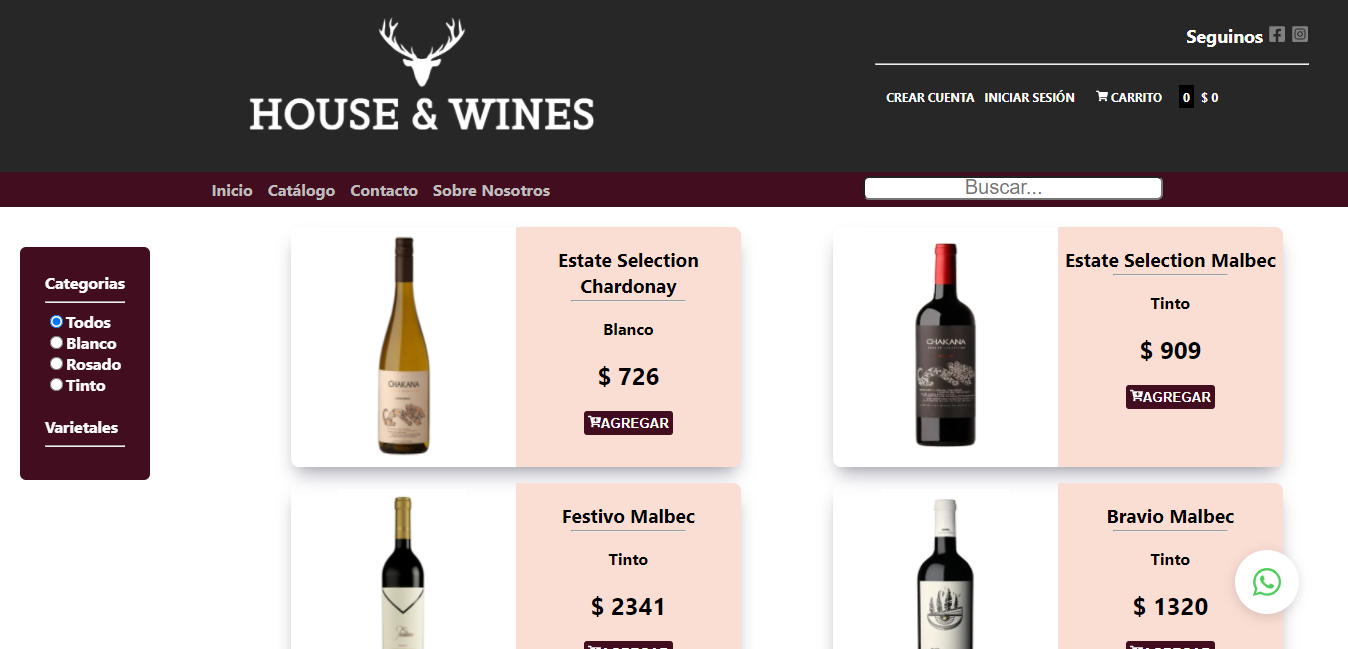 HOUSE & WINES
Seguinos
CREAR CUENTA INICIAR SESIÓN CARRITO 0 $ 0
Inicio Catálogo Contacto Sobre Nosotros
Buscar...
Categorias
Todos
Blanco
Rosado
Tinto
Varietales
CHAKANA
Estate Selection
Chardonay
Blanco
$ 726
AGREGAR
CHAKANA
Estate Selection Malbec
Tinto
$ 909
AGREGAR
Festivo Malbec
Tinto
$ 2341
AGREGAR
Bravio Malbec
Tinto
$ 1320
AGREGAR